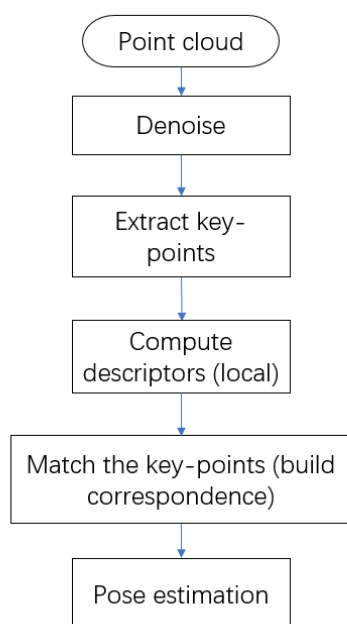 Point cloud
Denoise
Extract key-
points
Compute
descriptors (local)
Match the key-points (build
correspondence)
Pose estimation